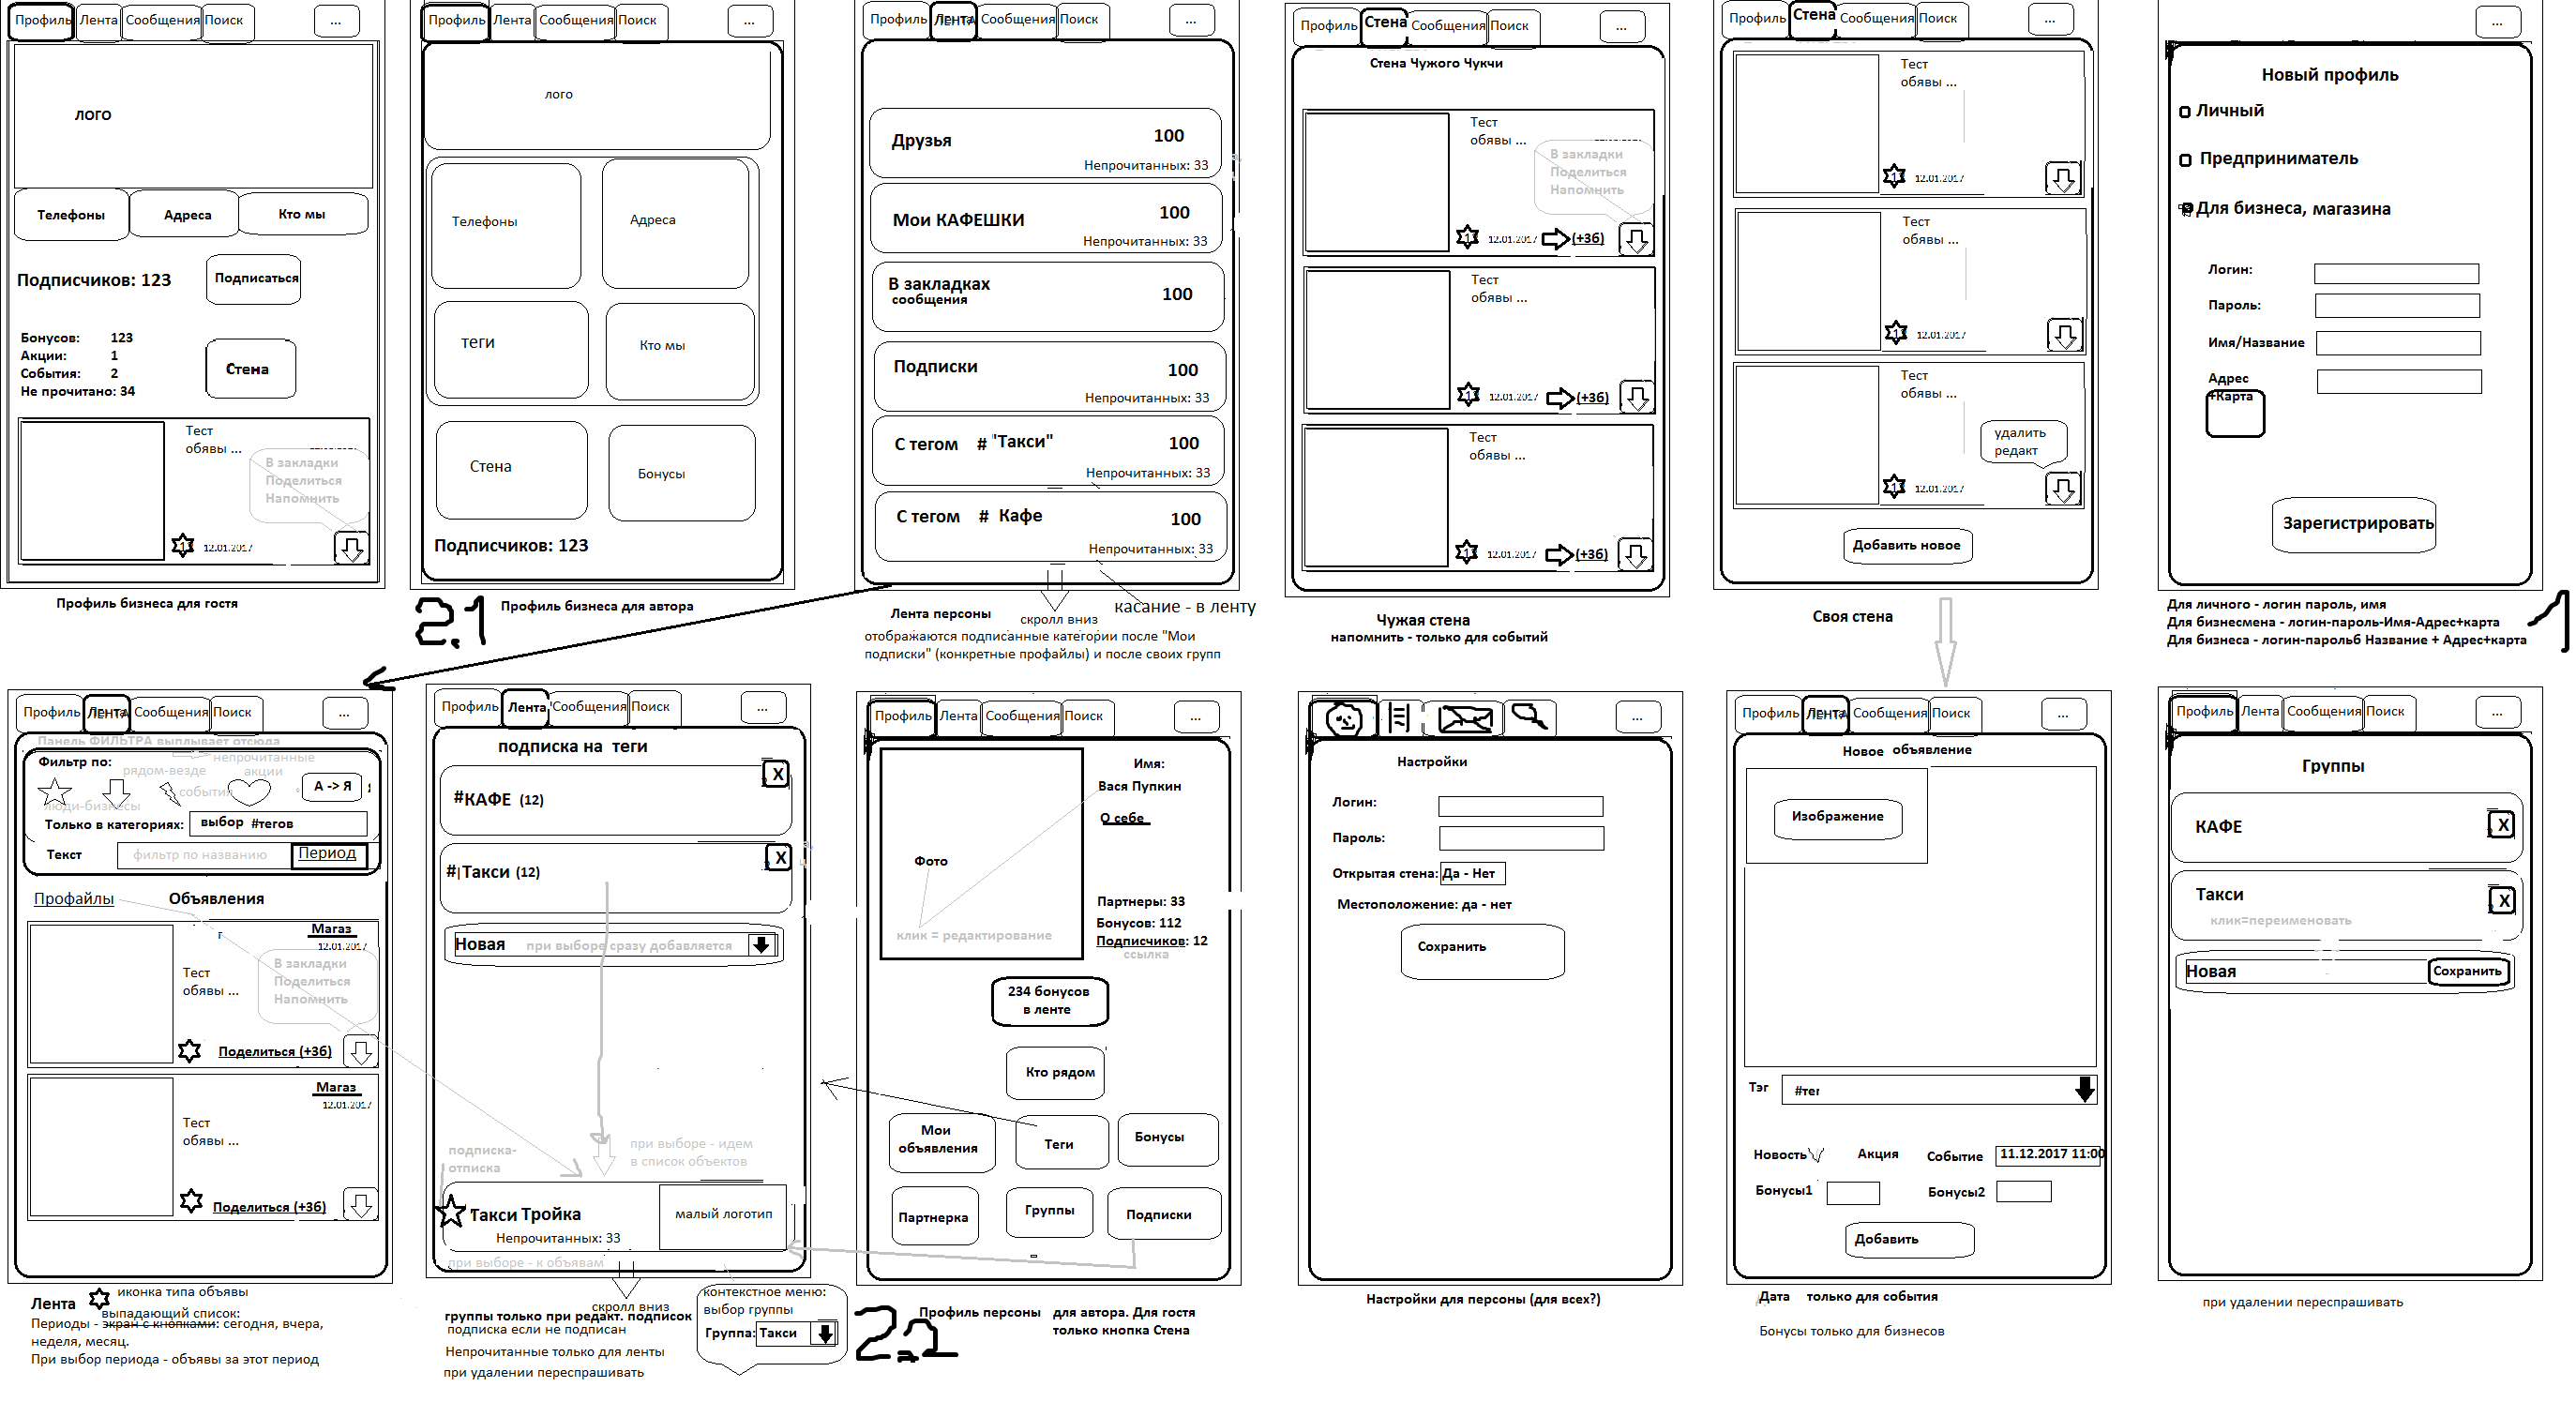 Профиль
Лента
Сообщения
Поиск
...
лого
Телефоны
Адреса
Кто мы
Подписчиков: 123
Подписаться
Бонусов: 123
Акции: 1
События: 2
Не прочитано: 34
Стена
Тест
обявы ...
В закладки
Поделиться
Напомнить
12.01.2017
Профиль бизнеса для гостя
Профиль
Лента
Сообщения
Поиск
...
лого
Телефоны
Адреса
теги
Кто мы
Стена
Бонусы
Подписчиков: 123
2.1
Профиль бизнеса для автора
Профиль
Лента
Сообщения
Поиск
...
Друзья
100
Непрочитанных: 33
Мои КАФЕШКИ
100
Непрочитанных: 33
В закладках
сообщения
100
Подписки
100
Непрочитанных: 33
С тегом # "Такси"
100
Непрочитанных: 33
С тегом # Кафе
100
Непрочитанных: 33
Лента персоны
скролл вниз
касание - в ленту
отображаются подписанные категории после "Мои
подписки" (конкретные профайлы) и после своих групп
Профиль
Стена
Сообщения
Поиск
...
Стена Чужого Чукчи
Тест
обявы ...
В закладки
Поделиться
Напомнить
12.01.2017
(+3б)
Тест
обявы ...
12.01.2017
(+3б)
Тест
обявы ...
12.01.2017
(+3б)
Чужая стена
напомнить - только для событий
Профиль
Стена
Сообщения
Поиск
...
Тест
обявы ...
12.01.2017
Тест
обявы ...
12.01.2017
Тест
обявы ...
удалить
редакт
12.01.2017
Добавить новое
Своя стена
...
Новый профиль
Личный
Предприниматель
Для бизнеса, магазина
Логин:
Пароль:
Имя/Название
Адрес
+Карта
Зарегистрировать
Для личного - логин пароль, имя
Для бизнесмена - логин-пароль-Имя-Адрес+карта
Для бизнеса - логин-парольб Название + Адрес+карта
1
Профиль
Лента
Сообщения
Поиск
...
Панель ФИЛЬТРА выплывает отсюда
Фильтр по:
непрочитанные
рядом-везде
акции
события
люди-бизнесы
А -> Я
Только в категориях:
выбор #тегов
Текст
фильтр по названию
Период
Профайлы
Объявления
Магаз
12.01.2017
В закладки
Поделиться
Напомнить
Тест
обявы ...
Поделиться (+3б)
Магаз
12.01.2017
Тест
обявы ...
Поделиться (+3б)
Лента
иконка типа объявы
выпадающий список:
Периоды - экран с кнопками: сегодня, вчера,
неделя, месяц.
При выбор периода - объявы за этот период
Профиль
Лента
Сообщения
Поиск
...
подписка на теги
#КАФЕ (12)
X
#Такси (12)
X
Новая
при выборе сразу добавляется
подписка-
отписка
при выборе - идем
в список объектов
Такси Тройка
малый логотип
Непрочитанных: 33
при выборе - к объявам
скролл вниз
группы только при редакт. подписок
подписка если не подписан
Непрочитанные только для ленты
при удалении переспрашивать
контекстное меню:
выбор группы
Группа: Такси
Профиль
Лента
Сообщения
Поиск
...
Имя:
Вася Пупкин
О себе
Фото
клик = редактирование
Партнеры: 33
Бонусов: 112
Подписчиков: 12
ссылка
234 бонусов
в ленте
Кто рядом
Мои
объявления
Теги
Бонусы
Партнерка
Группы
Подписки
2.2
Профиль персоны для автора. Для гостя
только кнопка Стена
...
Настройки
Логин:
Пароль:
Открытая стена: Да - Нет
Местоположение: да - нет
Сохранить
Настройки для персоны (для всех?)
Профиль
Лента
Сообщения
Поиск
...
Новое объявление
Изображение
Тэг
#тег
Новость
Акция
Событие
11.12.2017 11:00
Бонусы1
Бонусы2
Добавить
Дата только для события
Бонусы только для бизнесов
Профиль
Лента
Сообщения
Поиск
...
Группы
КАФЕ
X
Такси
X
клик=переименовать
Новая
Сохранить
при удалении переспрашивать